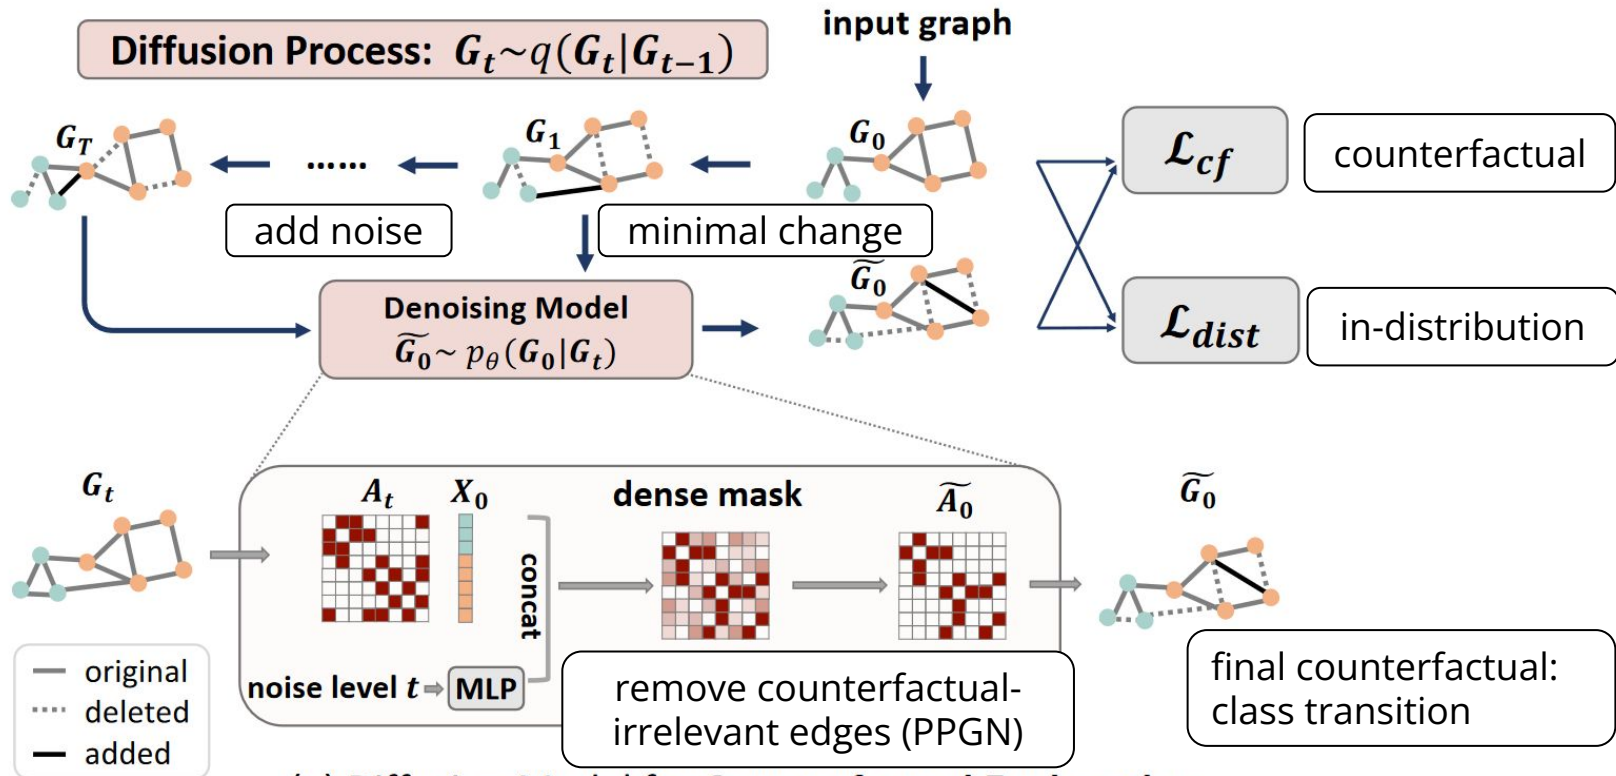 input graph
Diffusion Process: G_t~q(G_t|G_{t−1})
G_T
......
G_1
G_0
ℒ_cf
counterfactual
add noise
minimal change
G̃_0
Denoising Model
G̃_0~ p_θ(G_0|G_t)
ℒ_dist
in-distribution
G_t
A_t
X_0
dense mask
Ã_0
G̃_0
concat
noise level t
MLP
remove counterfactual-
irrelevant edges (PPGN)
final counterfactual:
class transition
original
deleted
added